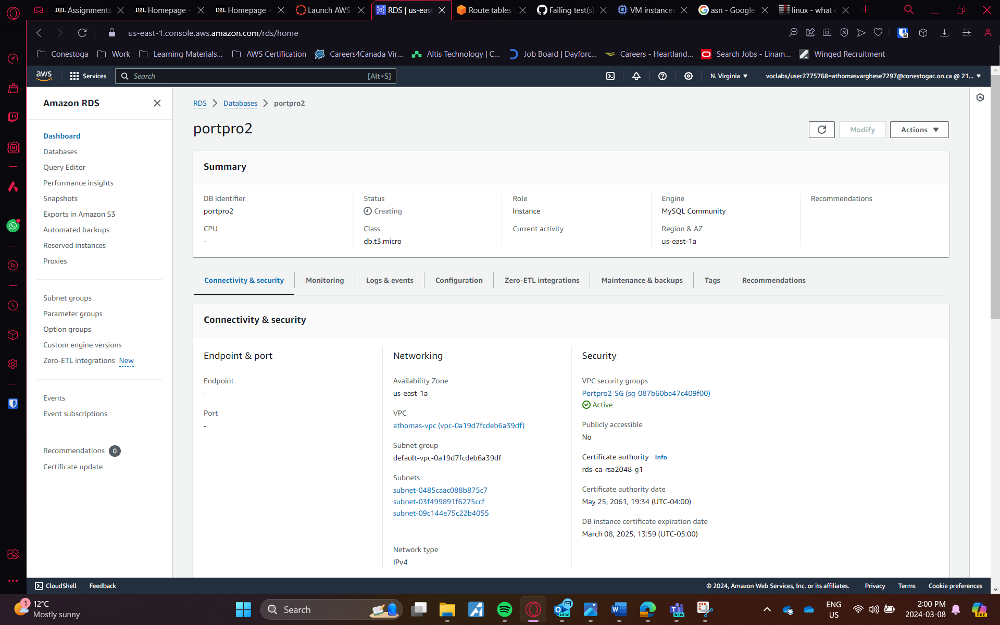 D2L Assignments
D2L Homepage -
D2L Homepage -
Launch AWS
RDS | us-east
Route tables
Failing test(s)
VM instances
asn - Google
linux - what
us-east-1.console.aws.amazon.com/rds/home
Conestoga
Work
Learning Materials...
AWS Certification
Careers4Canada Vir...
Altis Technology | C...
Job Board | Dayforc...
Careers - Heartland...
Search Jobs - Linam...
Winged Recruitment
aws
Services
Search
[Alt+S]
N. Virginia
voclabs/user2775768=athomasvarghese7297@conestogac.on.ca @ 21...
Amazon RDS
Dashboard
Databases
Query Editor
Performance insights
Snapshots
Exports in Amazon S3
Automated backups
Reserved instances
Proxies
Subnet groups
Parameter groups
Option groups
Custom engine versions
Zero-ETL integrations New
Events
Event subscriptions
Recommendations 0
Certificate update
RDS > Databases > portpro2
portpro2
Modify
Actions
Summary
DB identifier
portpro2
Status
Creating
Role
Instance
Engine
MySQL Community
Recommendations
CPU
-
Class
db.t3.micro
Current activity
Region & AZ
us-east-1a
Connectivity & security
Monitoring
Logs & events
Configuration
Zero-ETL integrations
Maintenance & backups
Tags
Recommendations
Connectivity & security
Endpoint & port
Endpoint
-
Port
-
Networking
Availability Zone
us-east-1a
VPC
athomas-vpc (vpc-0a19d7fcdeb6a39df)
Subnet group
default-vpc-0a19d7fcdeb6a39df
Subnets
subnet-0485caac088b875c7
subnet-03f499891f6275ccf
subnet-09c144e75c22b4055
Network type
IPv4
Security
VPC security groups
Portpro2-SG (sg-087b60ba47c409f00)
Active
Publicly accessible
No
Certificate authority Info
rds-ca-rsa2048-g1
Certificate authority date
May 25, 2061, 19:34 (UTC-04:00)
DB instance certificate expiration date
March 08, 2025, 13:59 (UTC-05:00)
CloudShell
Feedback
© 2024, Amazon Web Services, Inc. or its affiliates.
Privacy
Terms
Cookie preferences
1
12°C
Mostly sunny
Search
NEW
NEW
ENG
US
2:00 PM
2024-03-08
PRE